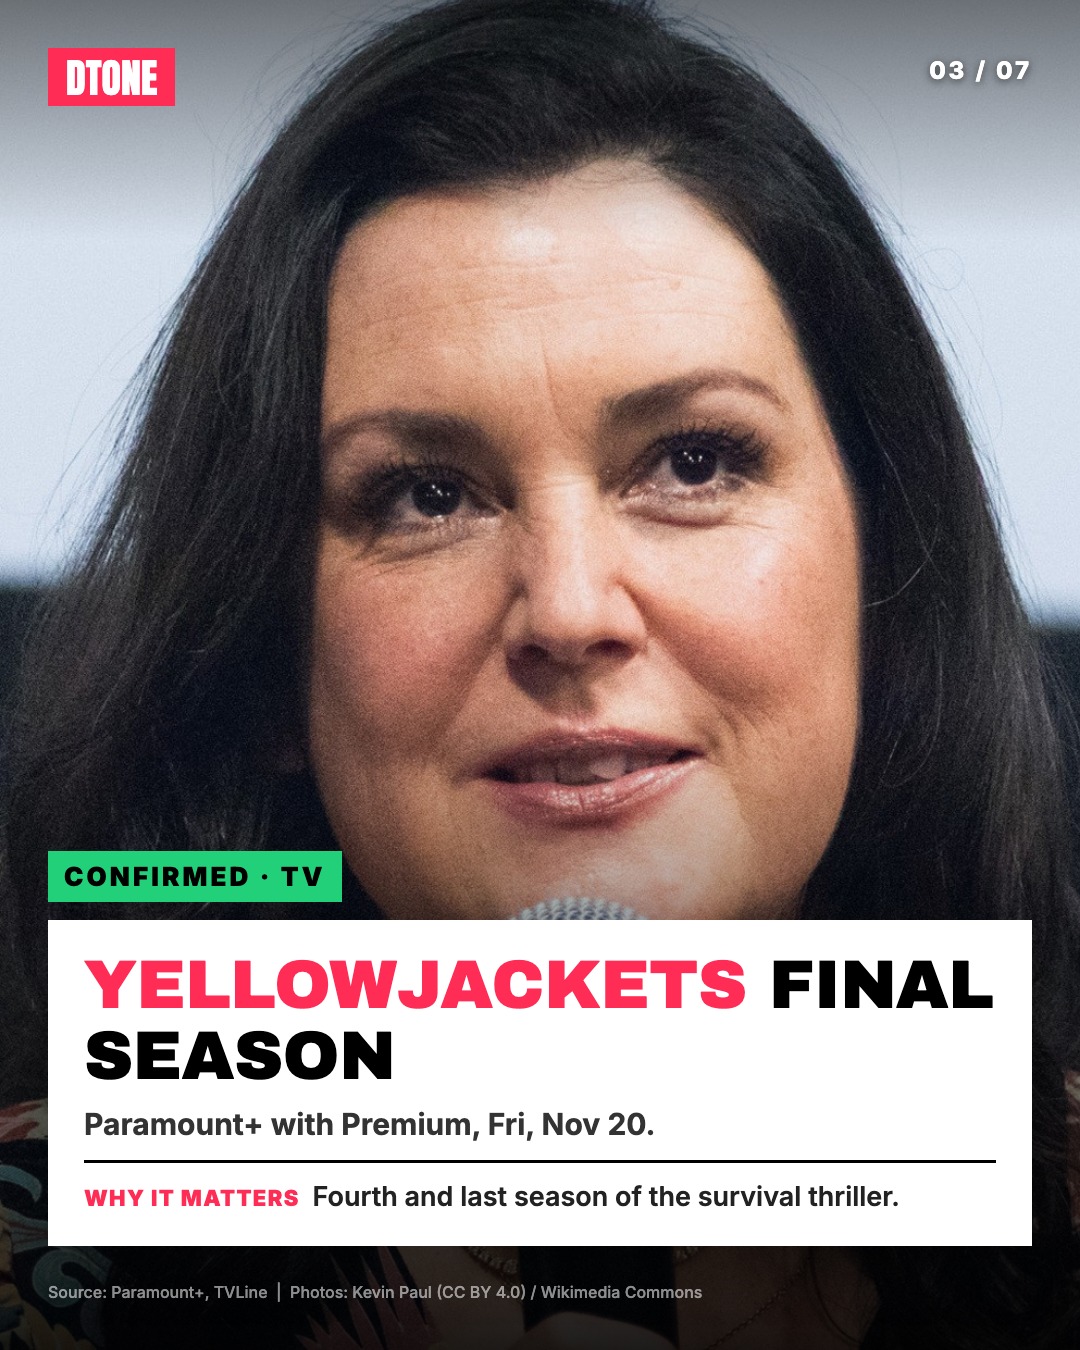 DTONE
03 / 07
CONFIRMED · TV
YELLOWJACKETS FINAL
SEASON
Paramount+ with Premium, Fri, Nov 20.
WHY IT MATTERS Fourth and last season of the survival thriller.
Source: Paramount+, TVLine | Photos: Kevin Paul (CC BY 4.0) / Wikimedia Commons